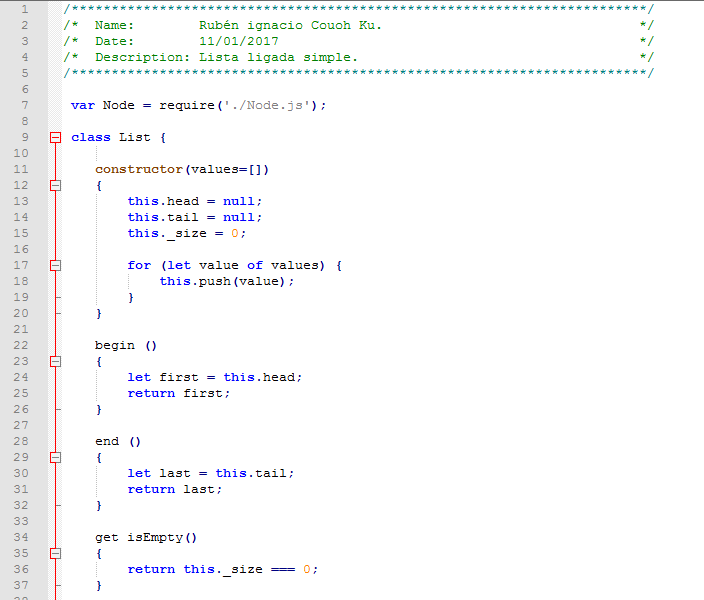 1 /************************************************************************/
2 /*  Name:        Rubén ignacio Couoh Ku.                                */
3 /*  Date:        11/01/2017                                             */
4 /*  Description: Lista ligada simple.                                   */
5 /************************************************************************/
6
7 var Node = require('./Node.js');
8
9 class List {
10
11    constructor(values=[])
12    {
13        this.head = null;
14        this.tail = null;
15        this._size = 0;
16
17        for (let value of values) {
18            this.push(value);
19        }
20    }
21
22    begin ()
23    {
24        let first = this.head;
25        return first;
26    }
27
28    end ()
29    {
30        let last = this.tail;
31        return last;
32    }
33
34    get isEmpty()
35    {
36        return this._size === 0;
37    }